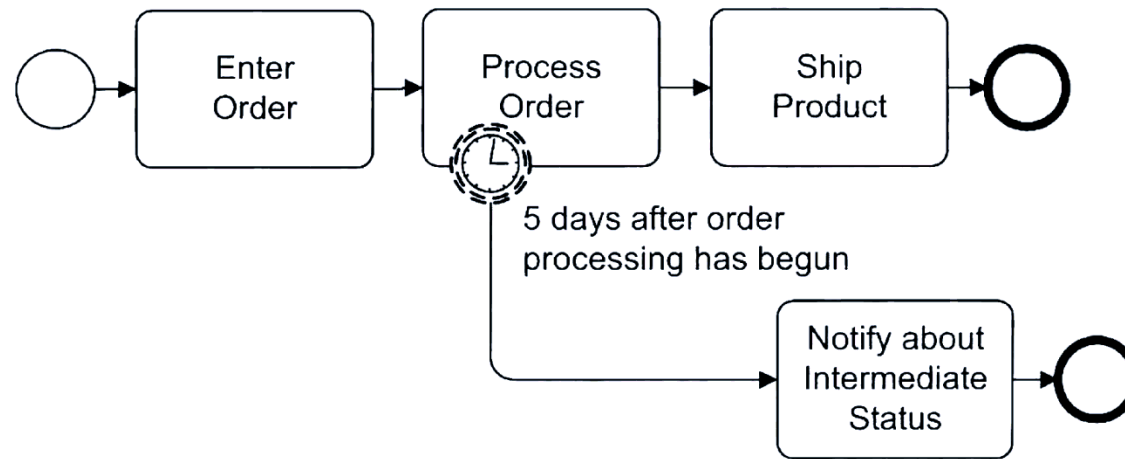 Enter
Order
Process
Order
Ship
Product
5 days after order
processing has begun
Notify about
Intermediate
Status